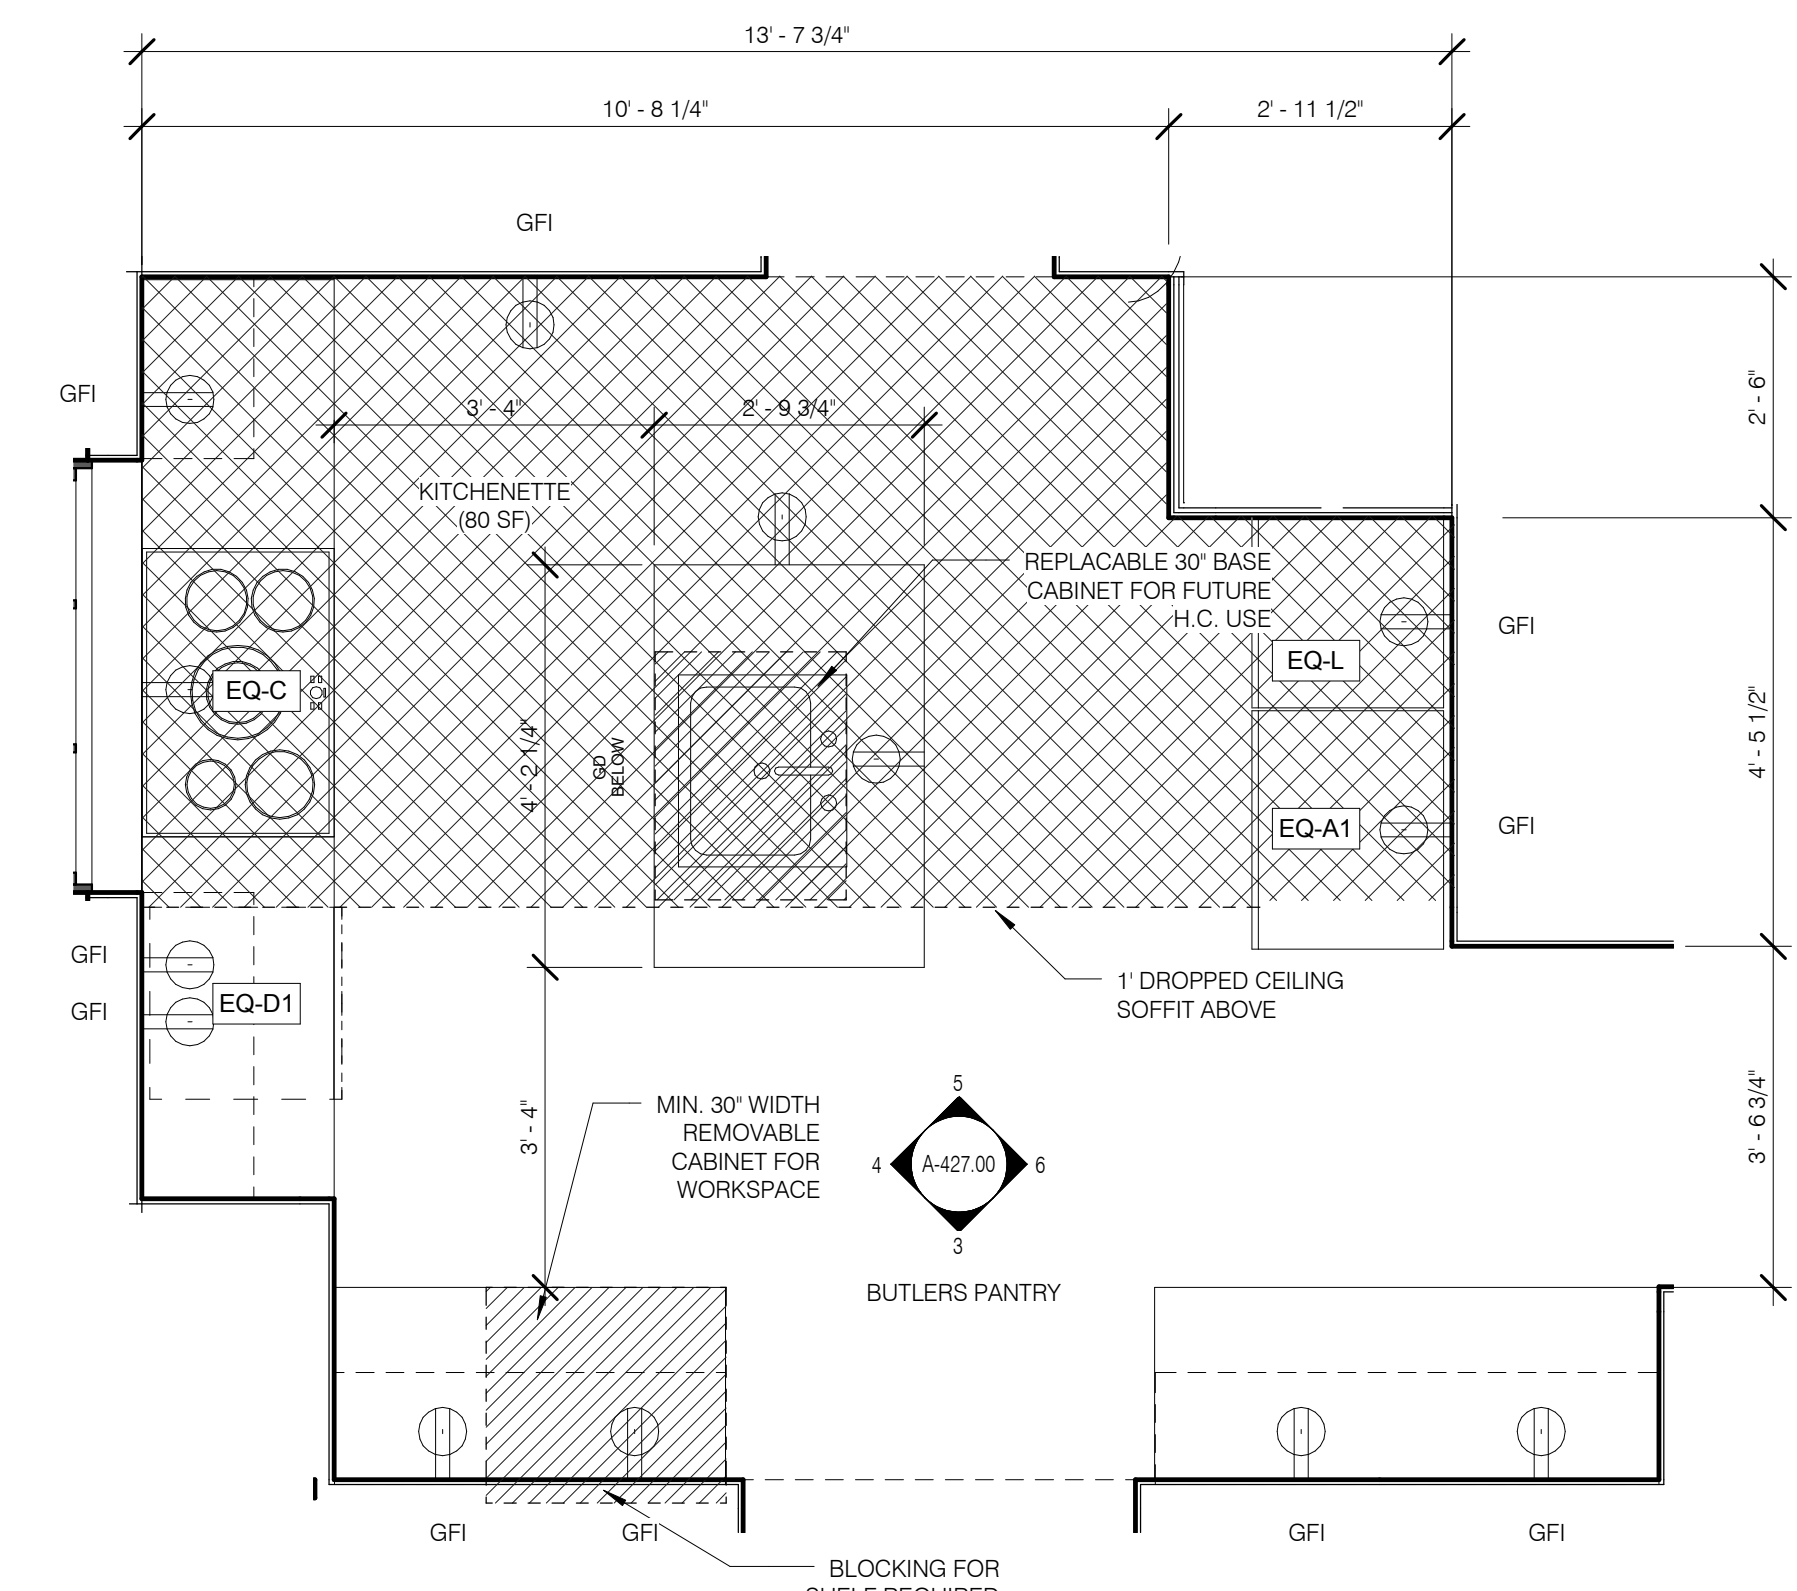 13' - 7 3/4"
10' - 8 1/4"
2' - 11 1/2"
GFI
GFI
2' - 6"
3' - 4"
2' - 9 3/4"
KITCHENETTE
(80 SF)
REPLACABLE 30" BASE
CABINET FOR FUTURE
H.C. USE
GFI
EQ-L
EQ-C
4' - 5 1/2"
4' - 2 1/4"
GD
BELOW
EQ-A1
GFI
GFI
EQ-D1
GFI
1' DROPPED CEILING
SOFFIT ABOVE
3' - 4"
MIN. 30" WIDTH
REMOVABLE
CABINET FOR
WORKSPACE
5
4
A-427.00
6
3
3' - 6 3/4"
BUTLERS PANTRY
GFI
GFI
GFI
GFI
BLOCKING FOR
SHELF REQUIRED